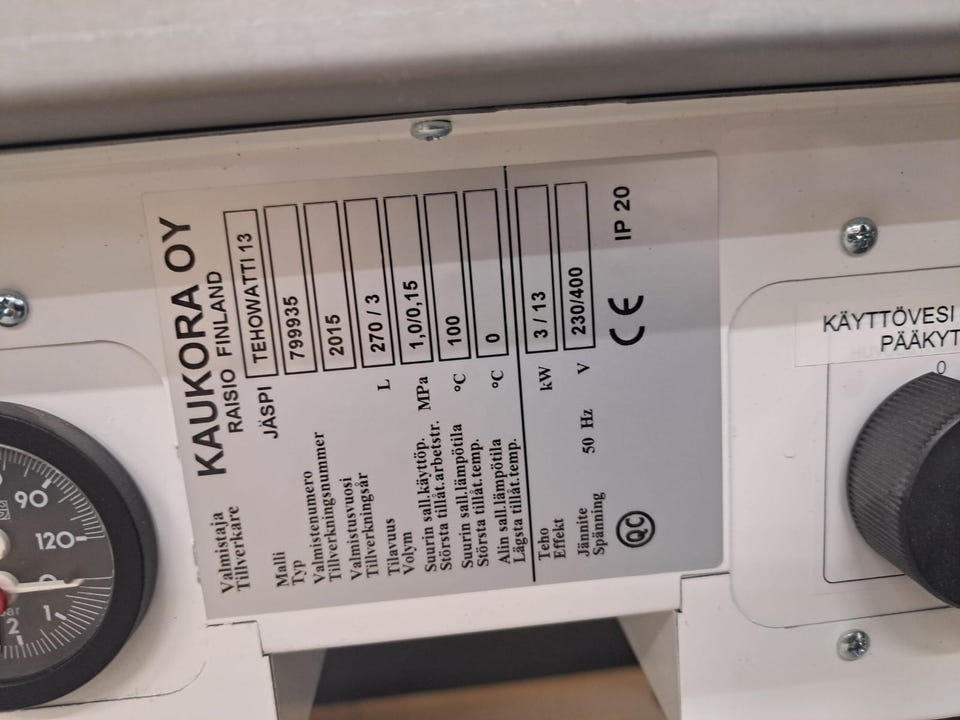 KAUKORA OY
Valmistaja
Tillverkare
RAISIO FINLAND
JÄSPI TEHOWATTI 13
Malli
Typ
Valmistenumero 799935
Tillverkningsnummer
Valmistusvuosi 2015
Tillverkningsår
Tilavuus L 270 / 3
Volym
Suurin sall.käyttöp. MPa 1,0/0,15
Största tillåt.arbetstr.
Suurin sall.lämpötila °C 100
Största tillåt.temp.
Alin sall.lämpötila °C 0
Lägsta tillåt.temp.
Teho kW 3 / 13
Effekt
Jännite 50 Hz V 230/400
Spänning
QC CE IP 20
90
120
0
1
2
KÄYTTÖVESI
PÄÄKYT
0